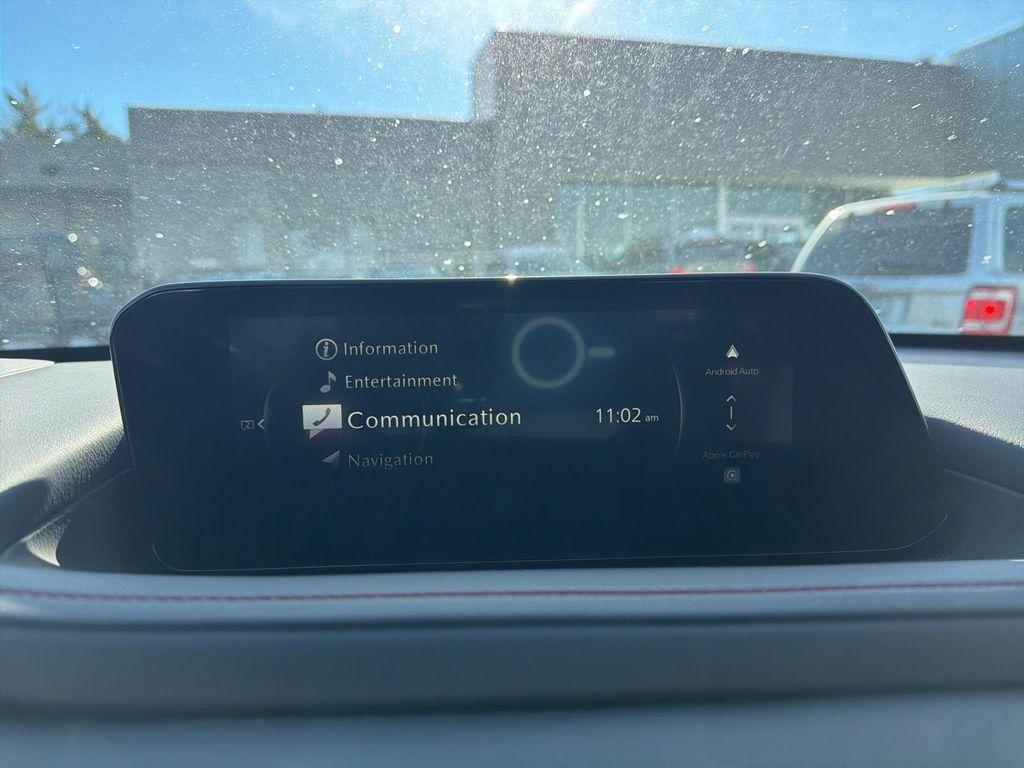 Information
Entertainment
Communication
11:02 am
Navigation
Android Auto
Apple CarPlay